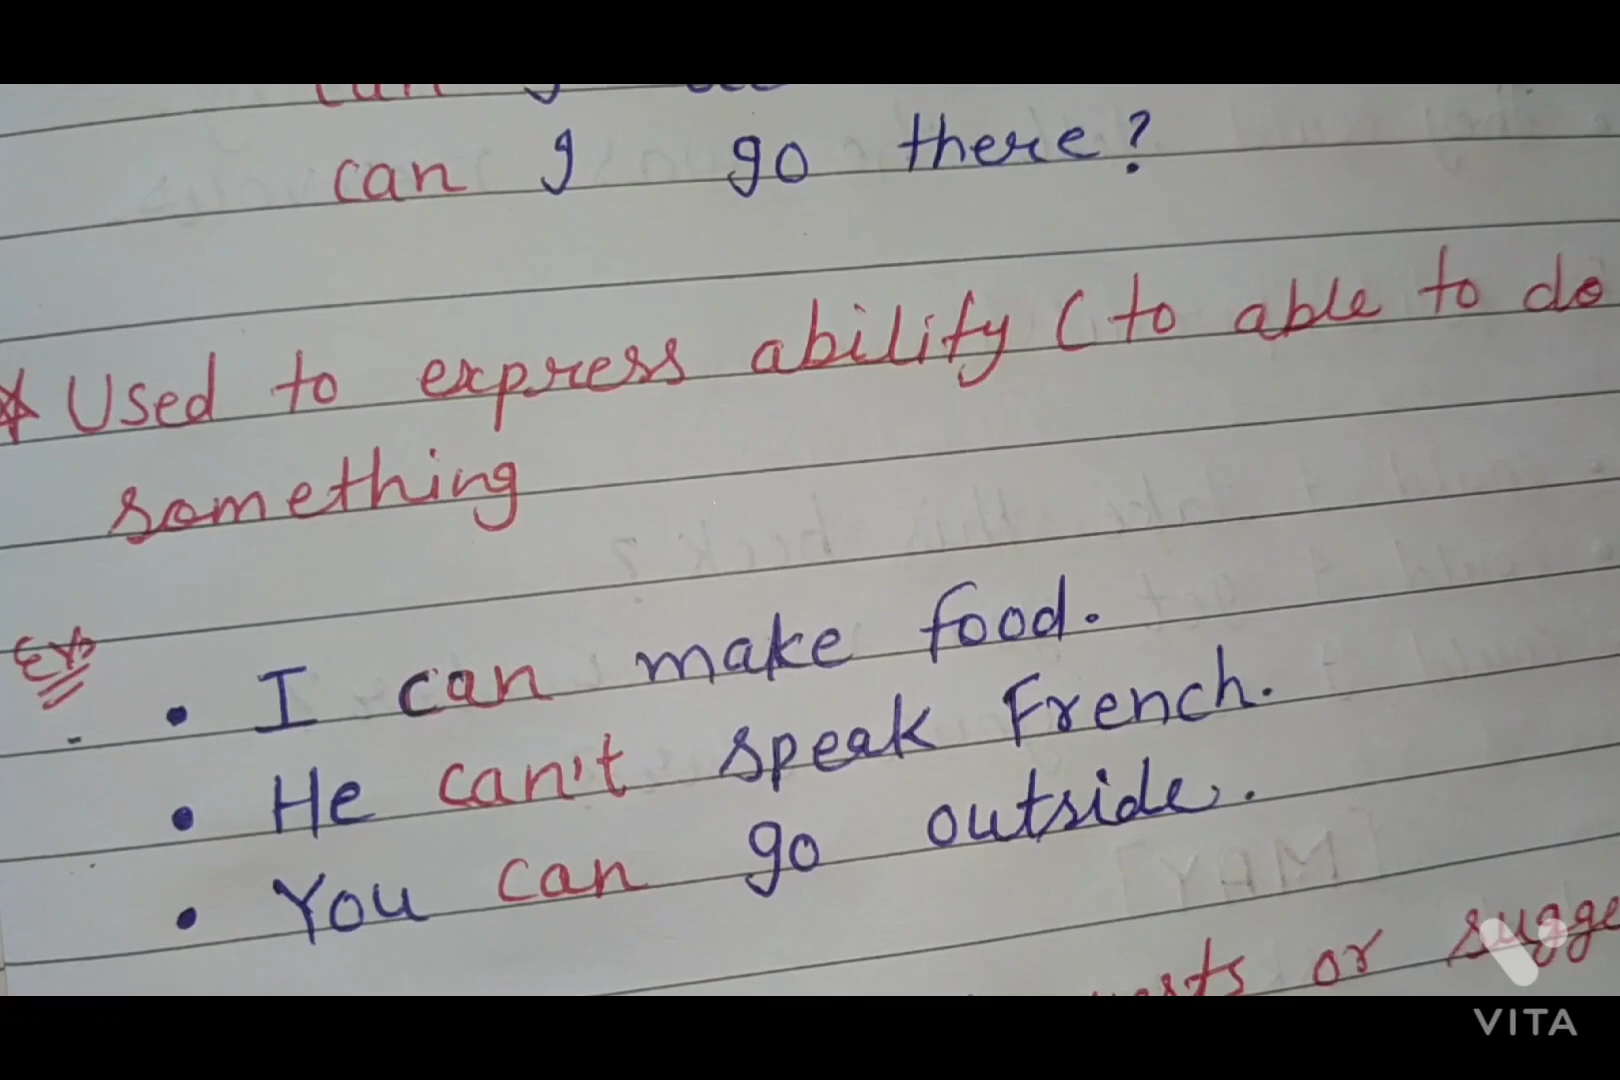 can I
can I go there?
* Used to express ability ( to able to do
something
Ex
• I can make food.
• He can't speak French.
• You can go outside.
or
VITA